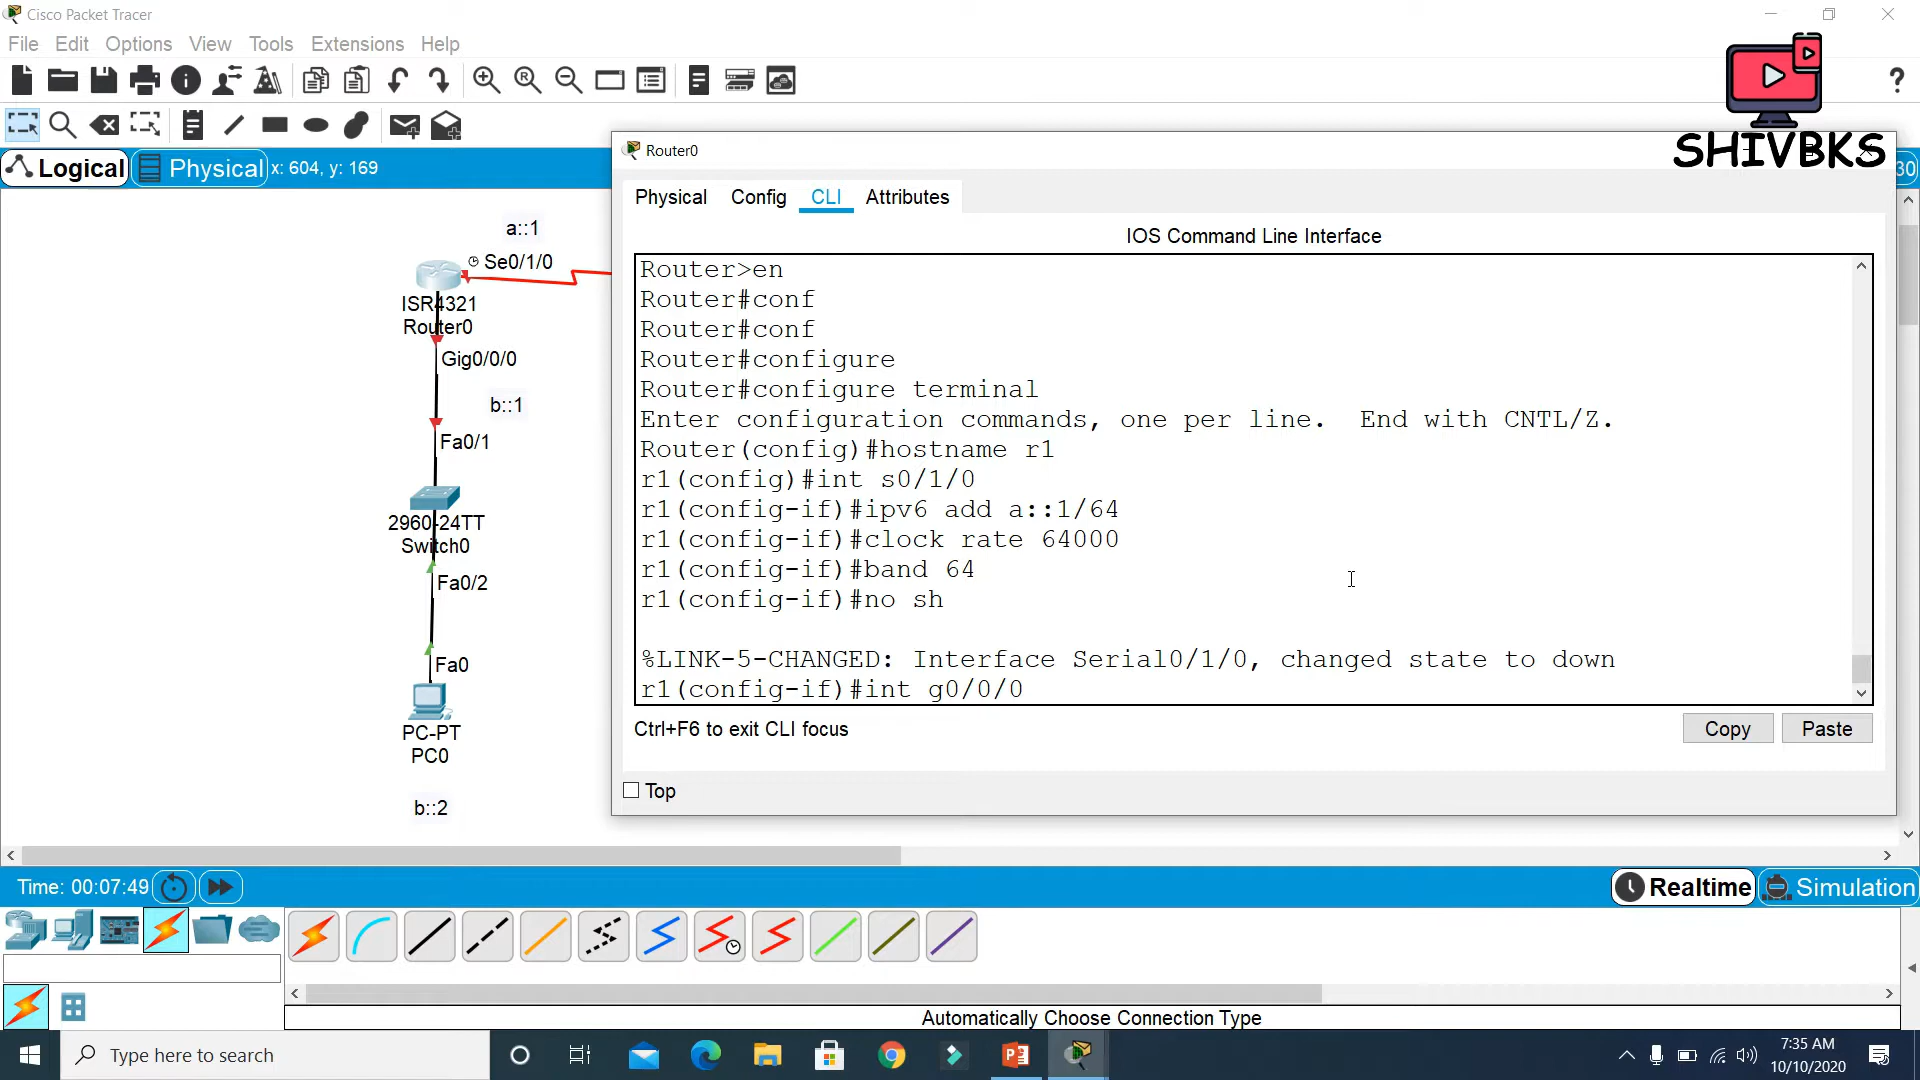 Cisco Packet Tracer
File Edit Options View Tools Extensions Help
SHIVBKS
Logical Physical x: 604, y: 169
30
Router0
Physical Config CLI Attributes
IOS Command Line Interface
Router>en
Router#conf
Router#conf
Router#configure
Router#configure terminal
Enter configuration commands, one per line.  End with CNTL/Z.
Router(config)#hostname r1
r1(config)#int s0/1/0
r1(config-if)#ipv6 add a::1/64
r1(config-if)#clock rate 64000
r1(config-if)#band 64
r1(config-if)#no sh
%LINK-5-CHANGED: Interface Serial0/1/0, changed state to down
r1(config-if)#int g0/0/0
Ctrl+F6 to exit CLI focus
Copy Paste
Top
a::1
Se0/1/0
ISR4321
Router0
Gig0/0/0
b::1
Fa0/1
2960-24TT
Switch0
Fa0/2
Fa0
PC-PT
PC0
b::2
Time: 00:07:49
Realtime Simulation
Automatically Choose Connection Type
Type here to search
7:35 AM
10/10/2020